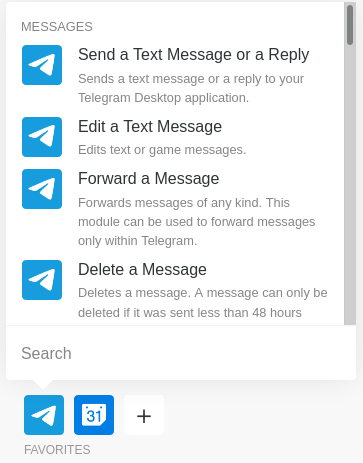 MESSAGES
Send a Text Message or a Reply
Sends a text message or a reply to your
Telegram Desktop application.
Edit a Text Message
Edits text or game messages.
Forward a Message
Forwards messages of any kind. This
module can be used to forward messages
only within Telegram.
Delete a Message
Deletes a message. A message can only be
deleted if it was sent less than 48 hours
Search
31
FAVORITES